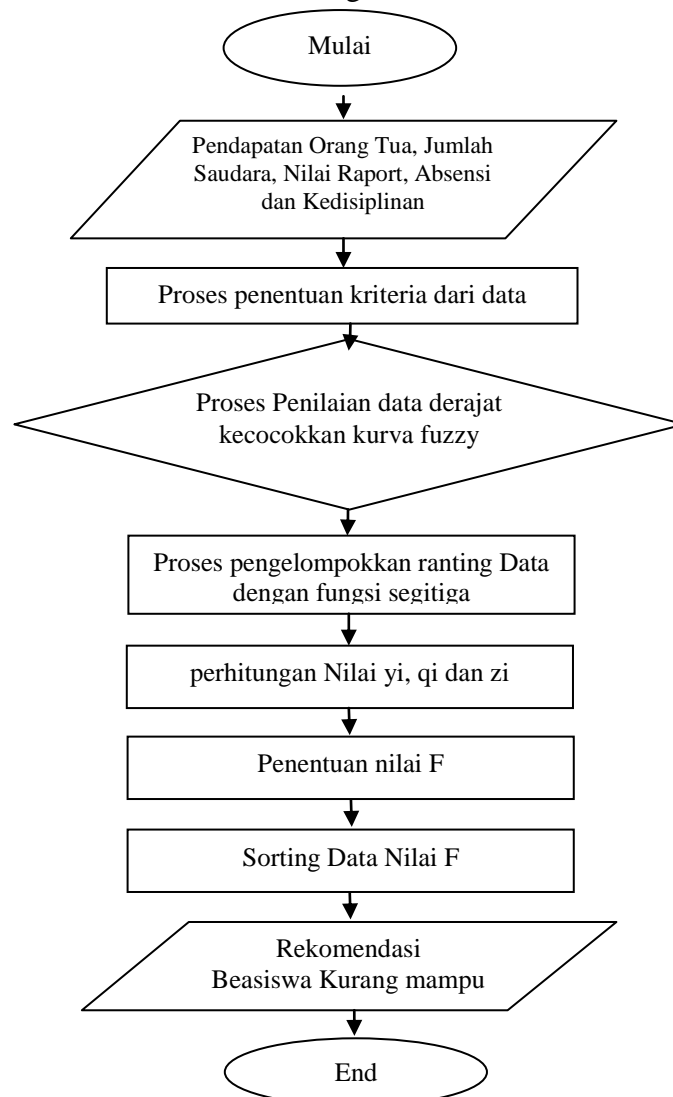 Mulai
Pendapatan Orang Tua, Jumlah
Saudara, Nilai Raport, Absensi
dan Kedisiplinan
Proses penentuan kriteria dari data
Proses Penilaian data derajat
kecocokkan kurva fuzzy
Proses pengelompokkan ranting Data
dengan fungsi segitiga
perhitungan Nilai yi, qi dan zi
Penentuan nilai F
Sorting Data Nilai F
Rekomendasi
Beasiswa Kurang mampu
End